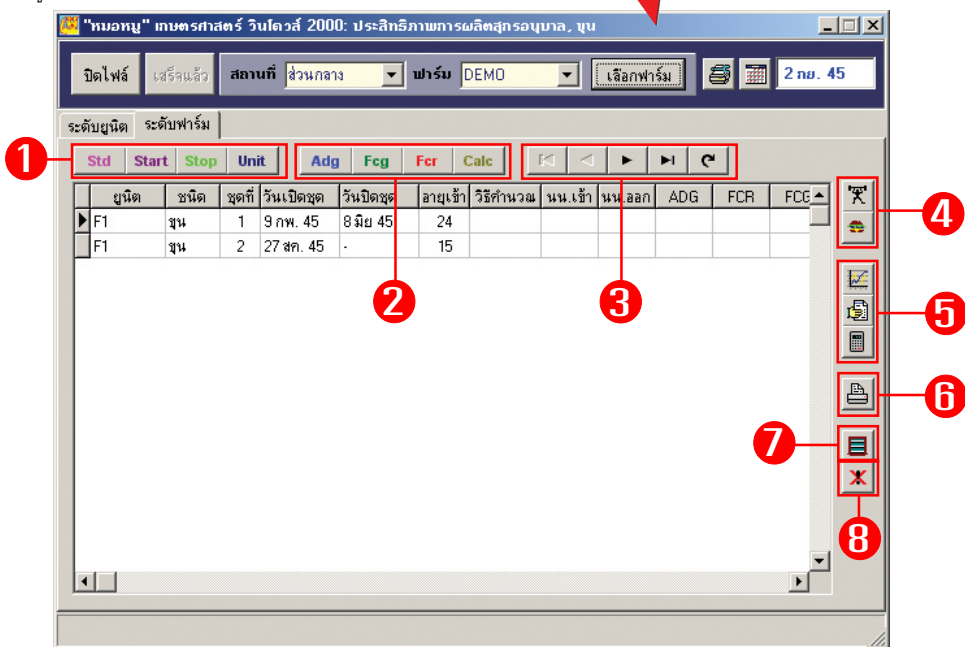 "หมอหมู" เกษตรศาสตร์ วินโดวส์ 2000: ประสิทธิภาพการผลิตสุกรอนุบาล, ขุน
ปิดไฟล์ เสร็จแล้ว สถานที่ ส่วนกลาง ฟาร์ม DEMO เลือกฟาร์ม 2 กย. 45
ระดับยูนิต ระดับฟาร์ม
1 Std Start Stop Unit Adg Fcg Fcr Calc
ยูนิต ชนิด ชุดที่ วันเปิดชุด วันปิดชุด อายุเข้า วิธีคำนวณ นน.เข้า นน.ออก ADG FCR FCG
F1 ขุน 1 9 กพ. 45 8 มิย 45 24
F1 ขุน 2 27 สค. 45 - 15
4
2 3 5
6
7
8